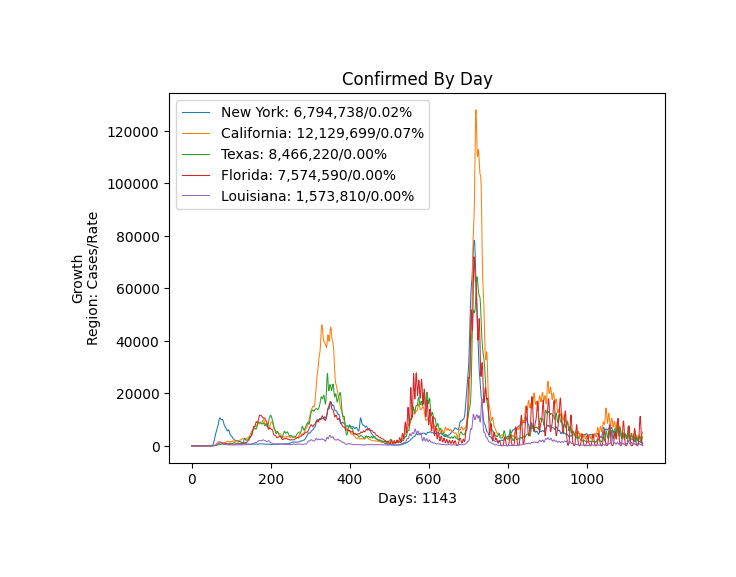 Confirmed By Day
New York: 6,794,738/0.02%
California: 12,129,699/0.07%
Texas: 8,466,220/0.00%
Florida: 7,574,590/0.00%
Louisiana: 1,573,810/0.00%
120000
100000
80000
60000
40000
20000
0
Growth
Region: Cases/Rate
0 200 400 600 800 1000
Days: 1143